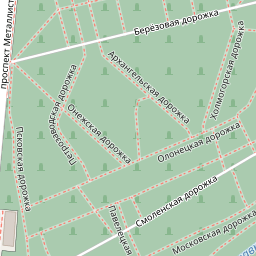 Берёзовая дорожка
проспект Металлист
Архангельская дорожка
Холмогорская дорожка
Петрозаводская дорожка
Онежская дорожка
Олонецкая дорожка
Псковская дорожка
Смоленская дорожка
Павелецкая
Московская дорожка